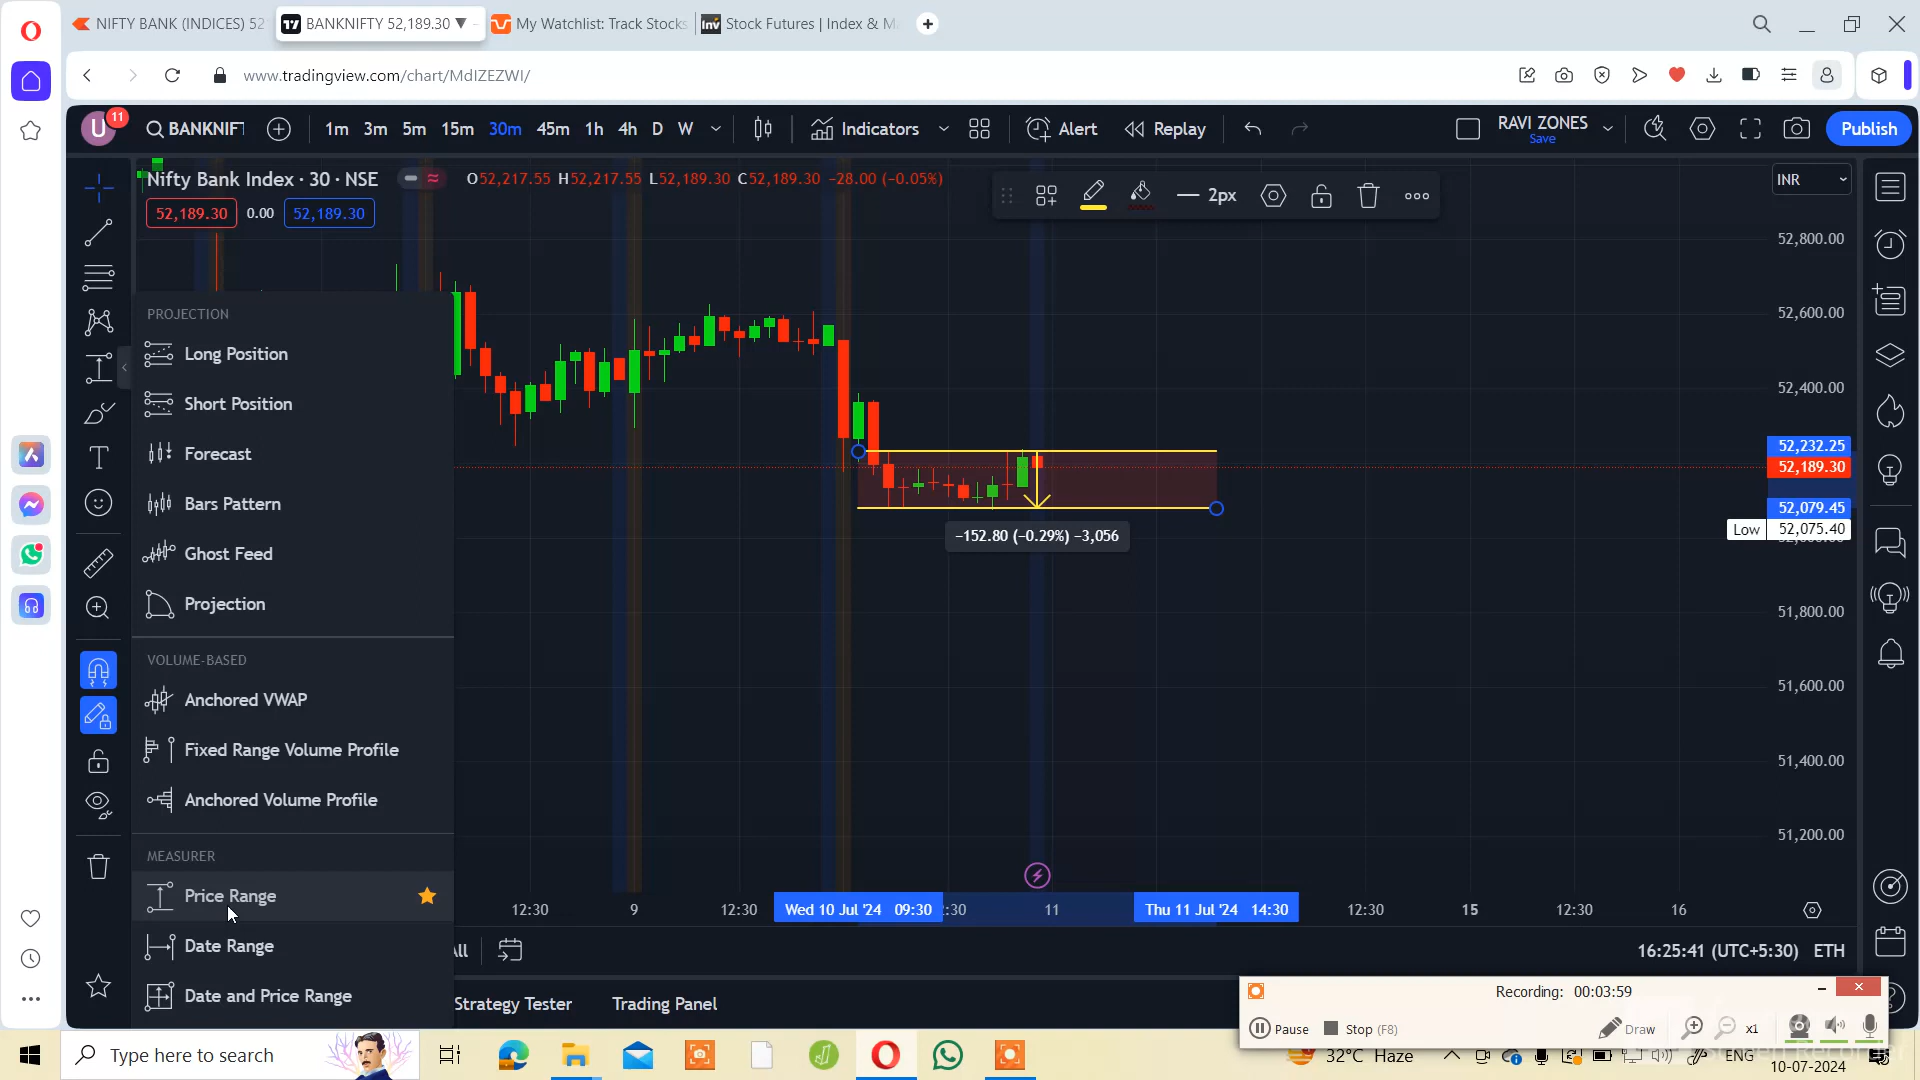 NIFTY BANK (INDICES) 52
BANKNIFTY 52,189.30 ▼
My Watchlist: Track Stocks
Inv Stock Futures | Index & M
www.tradingview.com/chart/MdIZEZWI/
U 11
BANKNIFT
1m 3m 5m 15m 30m 45m 1h 4h D W
Indicators
Alert
Replay
RAVI ZONES
Save
Publish
Nifty Bank Index · 30 · NSE
O52,217.55 H52,217.55 L52,189.30 C52,189.30 −28.00 (−0.05%)
52,189.30 0.00 52,189.30
2px
INR
52,800.00
52,600.00
52,400.00
52,232.25
52,189.30
52,079.45
Low 52,075.40
51,800.00
51,600.00
51,400.00
51,200.00
PROJECTION
Long Position
Short Position
Forecast
Bars Pattern
Ghost Feed
Projection
VOLUME-BASED
Anchored VWAP
Fixed Range Volume Profile
Anchored Volume Profile
MEASURER
Price Range
Date Range
Date and Price Range
−152.80 (−0.29%) −3,056
12:30 9 12:30 Wed 10 Jul '24 09:30 :30 11 Thu 11 Jul '24 14:30 12:30 15 12:30 16
All
16:25:41 (UTC+5:30) ETH
Strategy Tester Trading Panel
Recording: 00:03:59
Pause Stop (F8) Draw x1
Type here to search
32°C Haze
ENG
10-07-2024